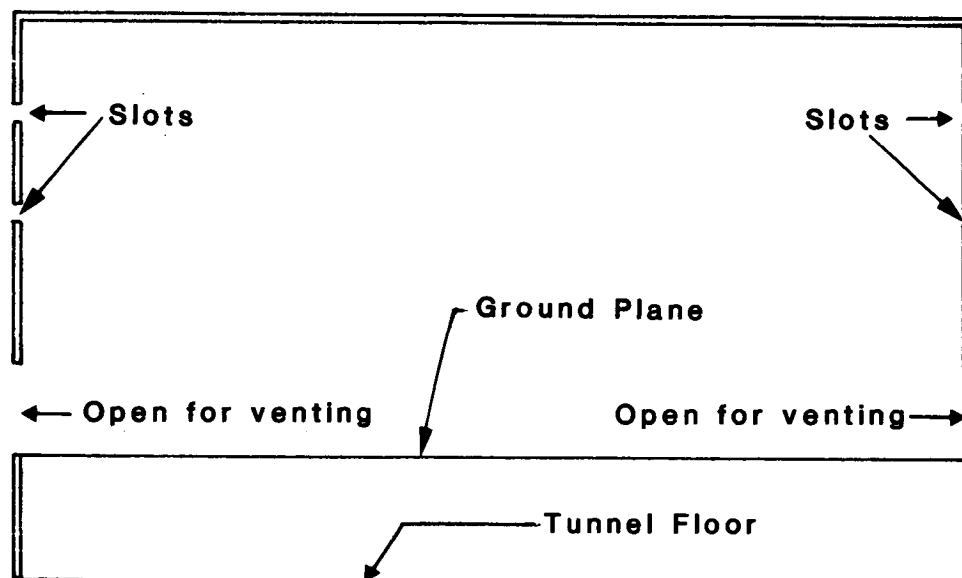 Slots
Slots
Ground Plane
Open for venting
Open for venting
Tunnel Floor